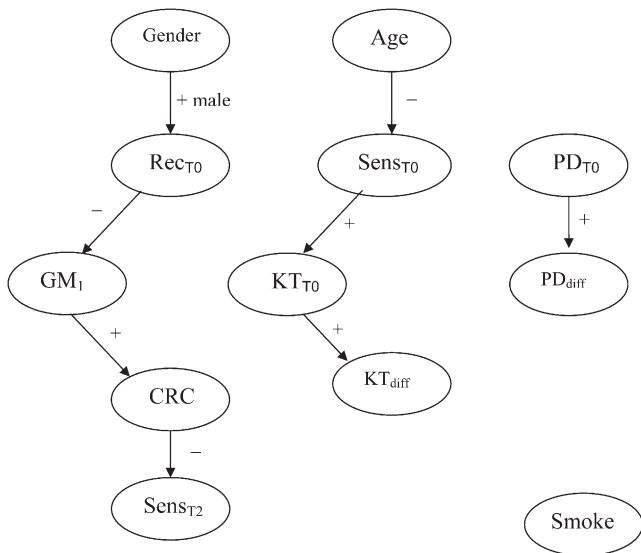 Gender
Age
+ male
−
Rec_T0
Sens_T0
PD_T0
−
+
+
GM_1
KT_T0
PD_diff
+
+
CRC
KT_diff
−
Sens_T2
Smoke